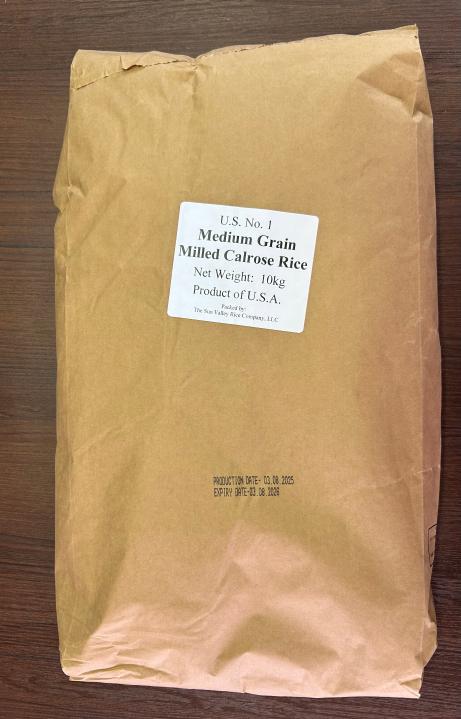 U.S. No. 1
Medium Grain
Milled Calrose Rice
Net Weight: 10kg
Product of U.S.A.
Packed by:
The Sun Valley Rice Company, LLC
PRODUCTION DATE- 03.08.2025
EXPIRY DATE-03.08.2026